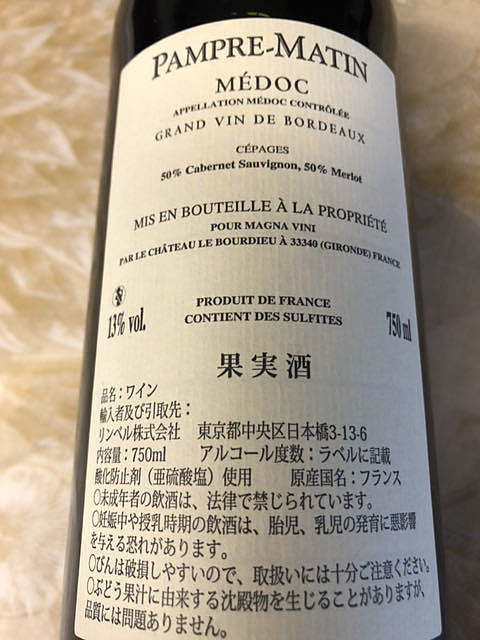 PAMPRE-MATIN
MÉDOC
APPELLATION MÉDOC CONTRÔLÉE
GRAND VIN DE BORDEAUX
CÉPAGES
50% Cabernet Sauvignon, 50% Merlot
MIS EN BOUTEILLE À LA PROPRIÉTÉ
POUR MAGNA VINI
PAR LE CHÂTEAU LE BOURDIEU À 33340 (GIRONDE) FRANCE
PRODUIT DE FRANCE
13% vol. CONTIENT DES SULFITES 750 ml
果実酒
品名：ワイン
輸入者及び引取先：
リンベル株式会社 東京都中央区日本橋3-13-6
内容量：750ml アルコール度数：ラベルに記載
酸化防止剤（亜硫酸塩）使用 原産国名：フランス
○未成年者の飲酒は、法律で禁じられています。
○妊娠中や授乳時期の飲酒は、胎児、乳児の発育に悪影響
を与える恐れがあります。
○びんは破損しやすいので、取扱いには十分ご注意ください。
○ぶどう果汁に由来する沈殿物を生じることがありますが、
品質には問題ありません。